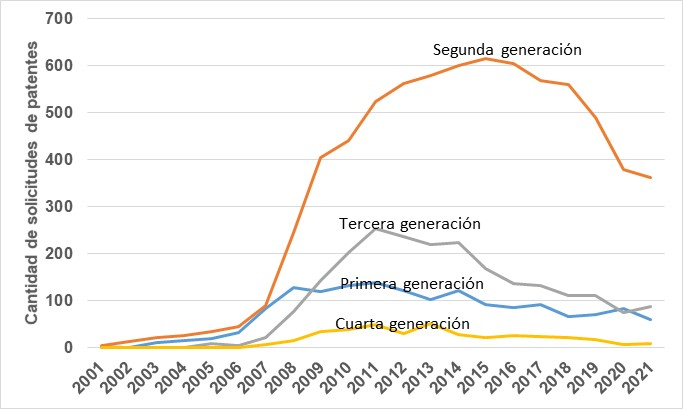 Cantidad de solicitudes de patentes
700
600
500
400
300
200
100
0
Segunda generación
Tercera generación
Primera generación
Cuarta generación
2001 2002 2003 2004 2005 2006 2007 2008 2009 2010 2011 2012 2013 2014 2015 2016 2017 2018 2019 2020 2021